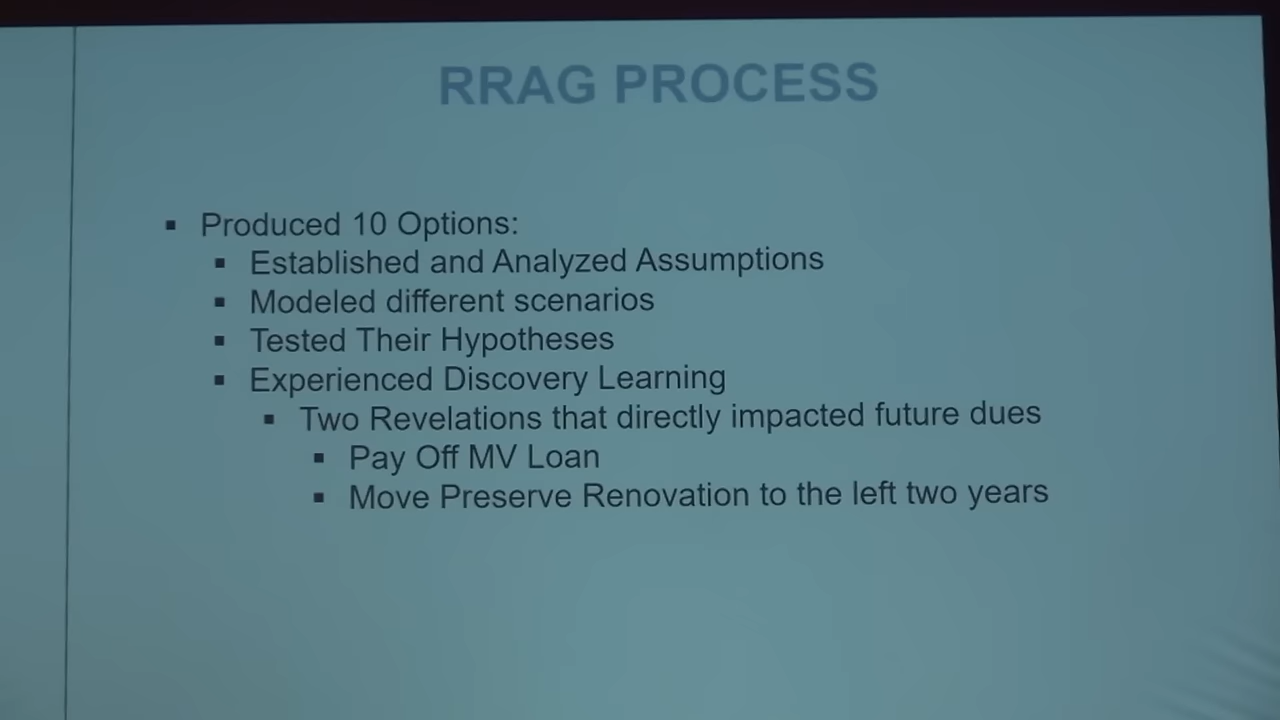 RRAG PROCESS
▪ Produced 10 Options:
▪ Established and Analyzed Assumptions
▪ Modeled different scenarios
▪ Tested Their Hypotheses
▪ Experienced Discovery Learning
▪ Two Revelations that directly impacted future dues
▪ Pay Off MV Loan
▪ Move Preserve Renovation to the left two years